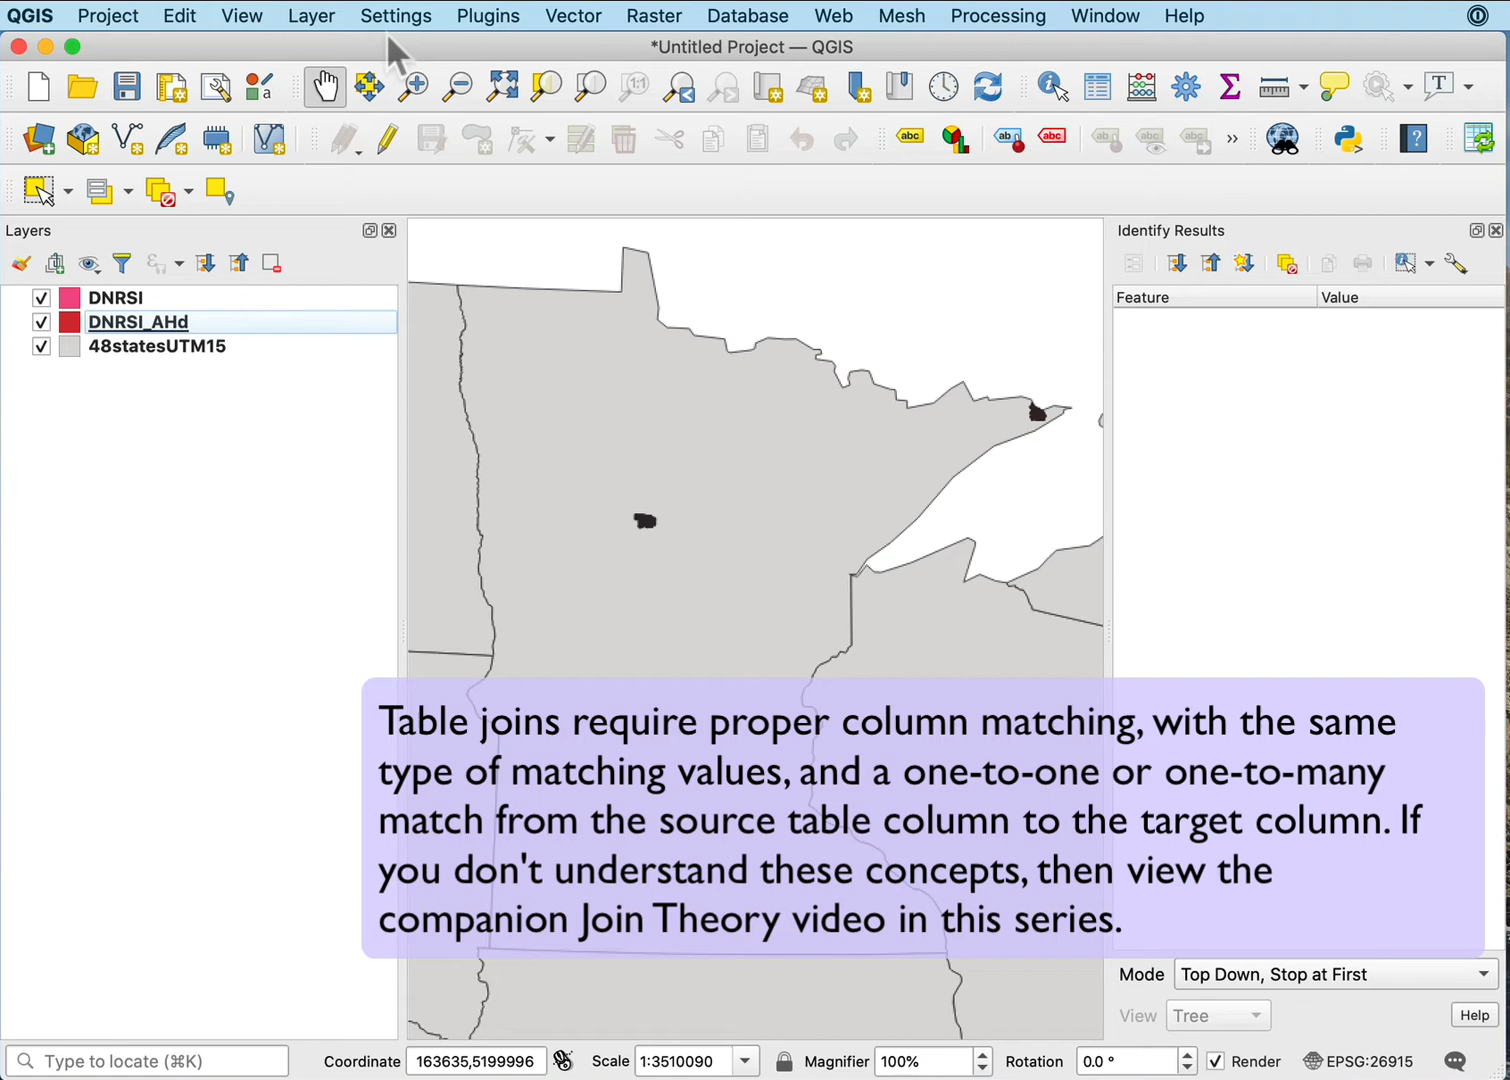 QGIS Project Edit View Layer Settings Plugins Vector Raster Database Web Mesh Processing Window Help
*Untitled Project — QGIS
Layers
DNRSI
DNRSI_AHd
48statesUTM15
Identify Results
Feature Value
Table joins require proper column matching, with the same
type of matching values, and a one-to-one or one-to-many
match from the source table column to the target column. If
you don't understand these concepts, then view the
companion Join Theory video in this series.
Mode Top Down, Stop at First
View Tree Help
Type to locate (⌘K) Coordinate 163635,5199996 Scale 1:3510090 Magnifier 100% Rotation 0.0 ° Render EPSG:26915